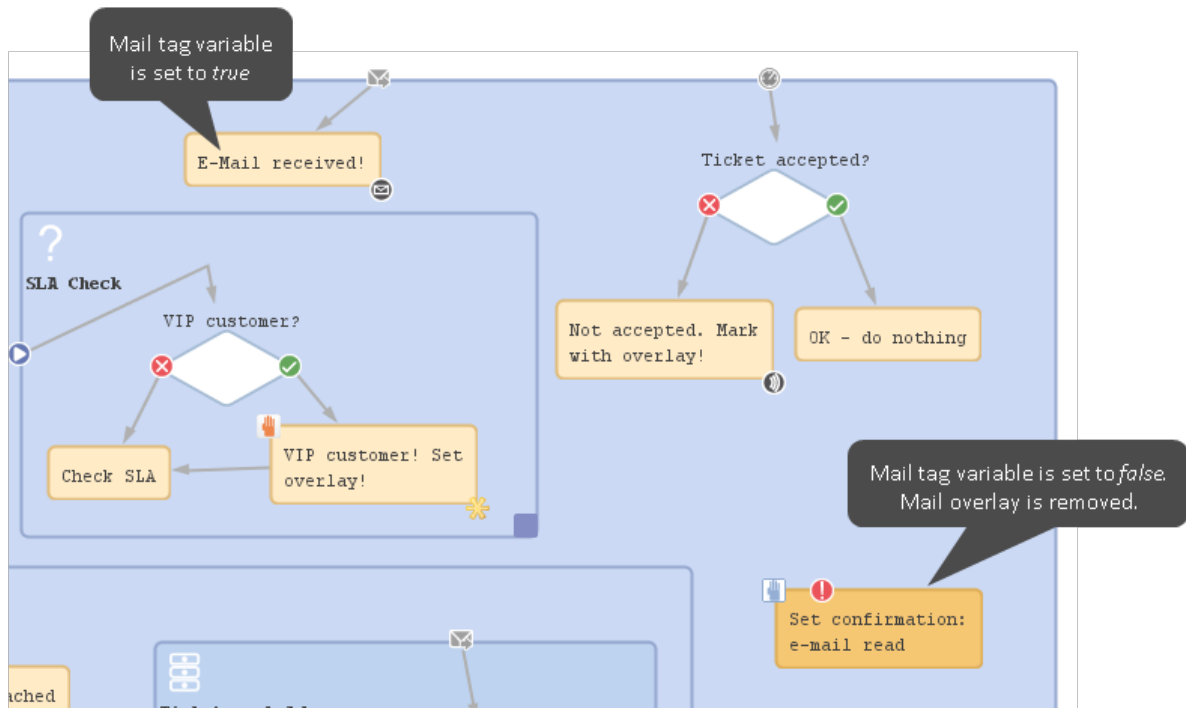 Mail tag variable
is set to true
E-Mail received!
Ticket accepted?
SLA Check
VIP customer?
Not accepted. Mark
with overlay!
OK - do nothing
Check SLA
VIP customer! Set
overlay!
Mail tag variable is set to false.
Mail overlay is removed.
Set confirmation:
e-mail read
ached